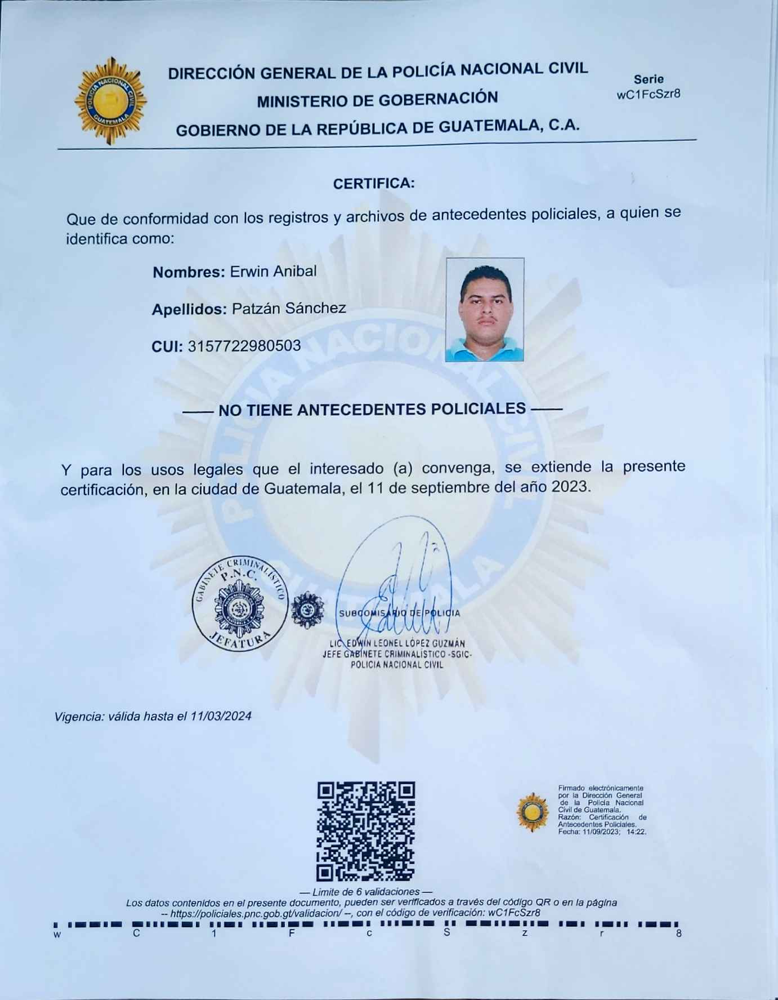 DIRECCIÓN GENERAL DE LA POLICÍA NACIONAL CIVIL
MINISTERIO DE GOBERNACIÓN
GOBIERNO DE LA REPÚBLICA DE GUATEMALA, C.A.
Serie
wC1FcSzr8
POLICIA NACIONAL CIVIL
GUATEMALA
CERTIFICA:
Que de conformidad con los registros y archivos de antecedentes policiales, a quien se
identifica como:
Nombres: Erwin Anibal
Apellidos: Patzán Sánchez
CUI: 3157722980503
POLICIA NACIONAL CIVIL
GUATEMALA
—— NO TIENE ANTECEDENTES POLICIALES ——
Y para los usos legales que el interesado (a) convenga, se extiende la presente
certificación, en la ciudad de Guatemala, el 11 de septiembre del año 2023.
GABINETE CRIMINALÍSTICO
P.N.C.
JEFATURA
SUBCOMISARIO DE POLICIA
LIC. EDWIN LEONEL LÓPEZ GUZMÁN
JEFE GABINETE CRIMINALÍSTICO -SGIC-
POLICIA NACIONAL CIVIL
Vigencia: válida hasta el 11/03/2024
Firmado electrónicamente
por la Dirección General
de la Policía Nacional
Civil de Guatemala.
Razón: Certificación de
Antecedentes Policiales.
Fecha: 11/09/2023; 14:22.
— Limite de 6 validaciones —
Los datos contenidos en el presente documento, pueden ser verificados a través del código QR o en la página
-- https://policiales.pnc.gob.gt/validacion/ --, con el código de verificación: wC1FcSzr8
w C 1 F c S z r 8